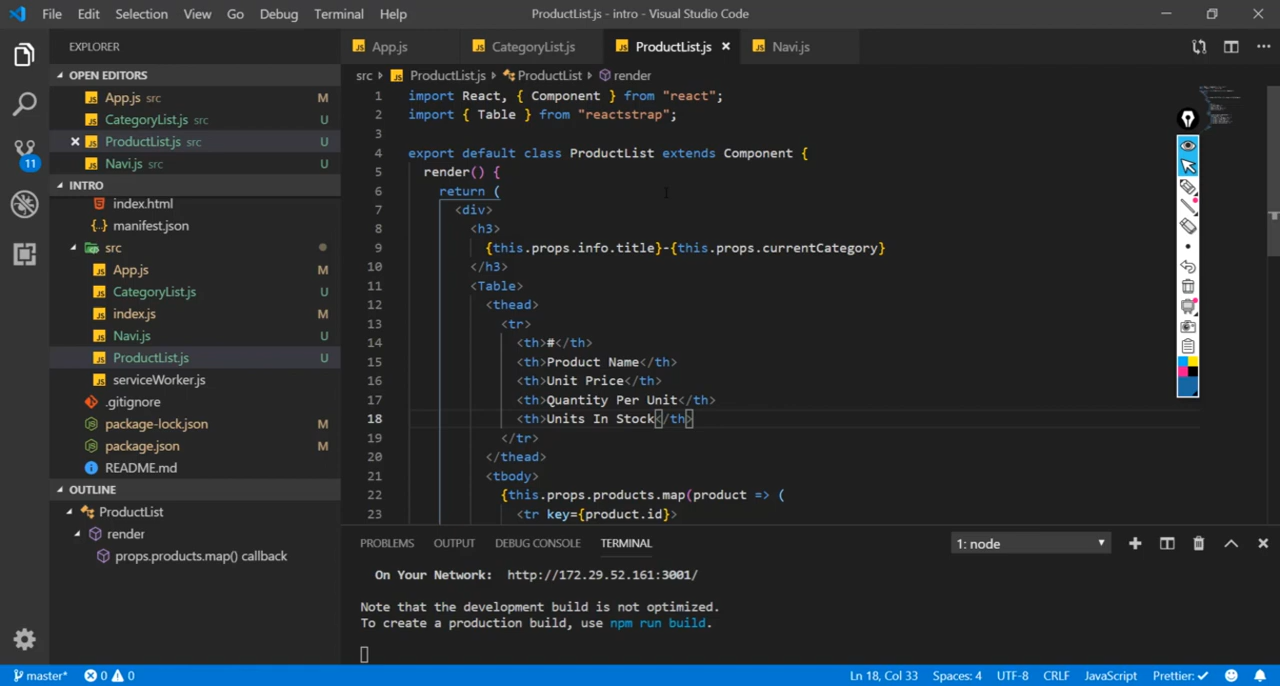 File Edit Selection View Go Debug Terminal Help
ProductList.js - intro - Visual Studio Code
EXPLORER
OPEN EDITORS
App.js src M
CategoryList.js src U
ProductList.js src U
Navi.js src U
INTRO
index.html
{..} manifest.json
src
App.js M
CategoryList.js U
index.js M
Navi.js U
ProductList.js U
serviceWorker.js
.gitignore
package-lock.json M
package.json M
README.md
OUTLINE
ProductList
render
props.products.map() callback
11
App.js CategoryList.js ProductList.js Navi.js
src ProductList.js ProductList render
1 import React, { Component } from "react";
2 import { Table } from "reactstrap";
3
4 export default class ProductList extends Component {
5 render() {
6 return (
7 <div>
8 <h3>
9 {this.props.info.title}-{this.props.currentCategory}
10 </h3>
11 <Table>
12 <thead>
13 <tr>
14 <th>#</th>
15 <th>Product Name</th>
16 <th>Unit Price</th>
17 <th>Quantity Per Unit</th>
18 <th>Units In Stock</th>
19 </tr>
20 </thead>
21 <tbody>
22 {this.props.products.map(product => (
23 <tr key={product.id}>
PROBLEMS OUTPUT DEBUG CONSOLE TERMINAL 1: node
On Your Network: http://172.29.52.161:3001/
Note that the development build is not optimized.
To create a production build, use npm run build.
master* 0 0 Ln 18, Col 33 Spaces: 4 UTF-8 CRLF JavaScript Prettier: ✓